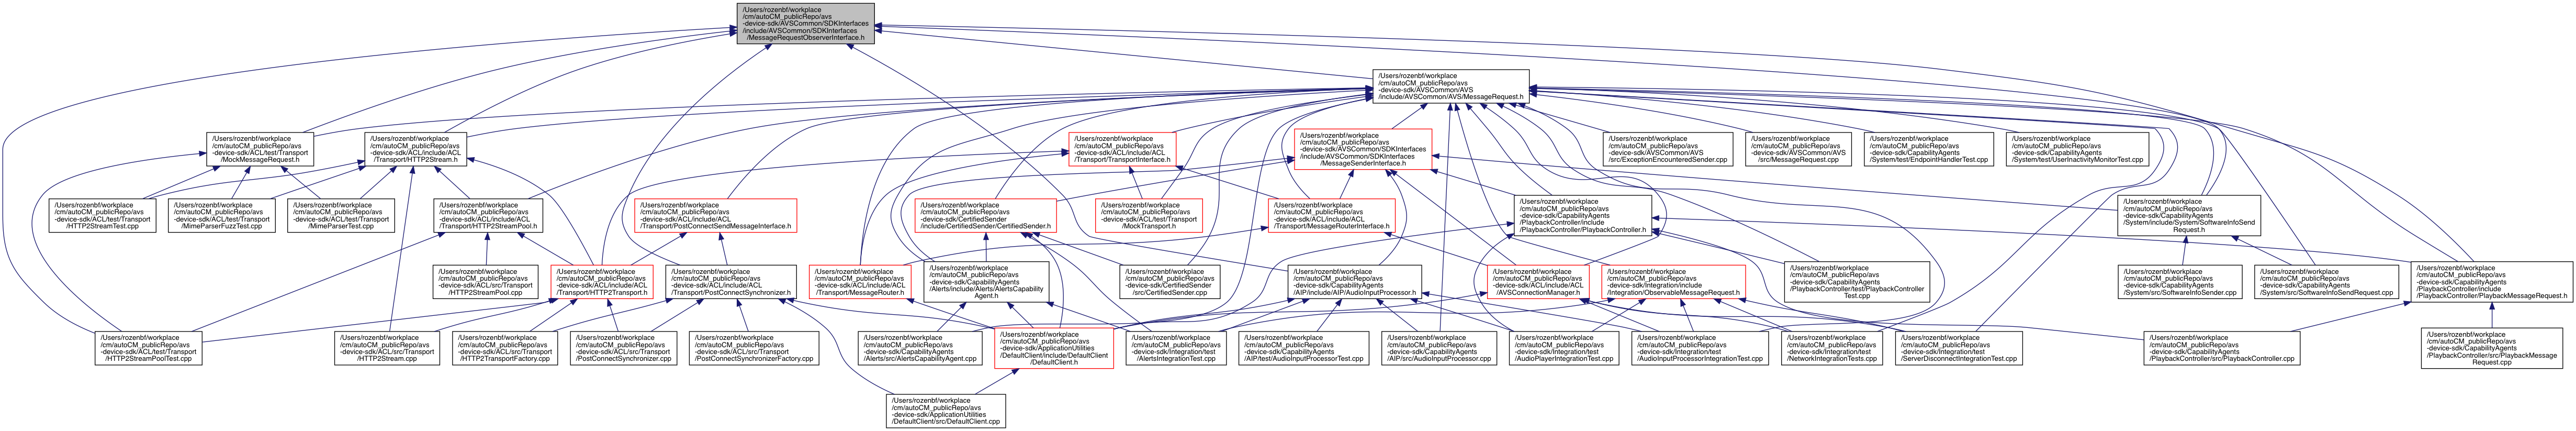 /Users/rozenbf/workplace
/cm/autoCM_publicRepo/avs
-device-sdk/AVSCommon/SDKInterfaces
/include/AVSCommon/SDKInterfaces
/MessageRequestObserverInterface.h
/Users/rozenbf/workplace
/cm/autoCM_publicRepo/avs
-device-sdk/AVSCommon/AVS
/include/AVSCommon/AVS/MessageRequest.h
/Users/rozenbf/workplace
/cm/autoCM_publicRepo/avs
-device-sdk/ACL/test/Transport
/MockMessageRequest.h
/Users/rozenbf/workplace
/cm/autoCM_publicRepo/avs
-device-sdk/ACL/include/ACL
/Transport/HTTP2Stream.h
/Users/rozenbf/workplace
/cm/autoCM_publicRepo/avs
-device-sdk/ACL/include/ACL
/Transport/TransportInterface.h
/Users/rozenbf/workplace
/cm/autoCM_publicRepo/avs
-device-sdk/AVSCommon/SDKInterfaces
/include/AVSCommon/SDKInterfaces
/MessageSenderInterface.h
/Users/rozenbf/workplace
/cm/autoCM_publicRepo/avs
-device-sdk/AVSCommon/AVS
/src/ExceptionEncounteredSender.cpp
/Users/rozenbf/workplace
/cm/autoCM_publicRepo/avs
-device-sdk/AVSCommon/AVS
/src/MessageRequest.cpp
/Users/rozenbf/workplace
/cm/autoCM_publicRepo/avs
-device-sdk/CapabilityAgents
/System/test/EndpointHandlerTest.cpp
/Users/rozenbf/workplace
/cm/autoCM_publicRepo/avs
-device-sdk/CapabilityAgents
/System/test/UserInactivityMonitorTest.cpp
/Users/rozenbf/workplace
/cm/autoCM_publicRepo/avs
-device-sdk/ACL/test/Transport
/HTTP2StreamTest.cpp
/Users/rozenbf/workplace
/cm/autoCM_publicRepo/avs
-device-sdk/ACL/test/Transport
/MimeParserFuzzTest.cpp
/Users/rozenbf/workplace
/cm/autoCM_publicRepo/avs
-device-sdk/ACL/test/Transport
/MimeParserTest.cpp
/Users/rozenbf/workplace
/cm/autoCM_publicRepo/avs
-device-sdk/ACL/include/ACL
/Transport/HTTP2StreamPool.h
/Users/rozenbf/workplace
/cm/autoCM_publicRepo/avs
-device-sdk/ACL/include/ACL
/Transport/PostConnectSendMessageInterface.h
/Users/rozenbf/workplace
/cm/autoCM_publicRepo/avs
-device-sdk/CertifiedSender
/include/CertifiedSender/CertifiedSender.h
/Users/rozenbf/workplace
/cm/autoCM_publicRepo/avs
-device-sdk/ACL/test/Transport
/MockTransport.h
/Users/rozenbf/workplace
/cm/autoCM_publicRepo/avs
-device-sdk/ACL/include/ACL
/Transport/MessageRouterInterface.h
/Users/rozenbf/workplace
/cm/autoCM_publicRepo/avs
-device-sdk/CapabilityAgents
/PlaybackController/include
/PlaybackController/PlaybackController.h
/Users/rozenbf/workplace
/cm/autoCM_publicRepo/avs
-device-sdk/CapabilityAgents
/System/include/System/SoftwareInfoSend
Request.h
/Users/rozenbf/workplace
/cm/autoCM_publicRepo/avs
-device-sdk/ACL/src/Transport
/HTTP2StreamPool.cpp
/Users/rozenbf/workplace
/cm/autoCM_publicRepo/avs
-device-sdk/ACL/include/ACL
/Transport/HTTP2Transport.h
/Users/rozenbf/workplace
/cm/autoCM_publicRepo/avs
-device-sdk/ACL/include/ACL
/Transport/PostConnectSynchronizer.h
/Users/rozenbf/workplace
/cm/autoCM_publicRepo/avs
-device-sdk/ACL/include/ACL
/Transport/MessageRouter.h
/Users/rozenbf/workplace
/cm/autoCM_publicRepo/avs
-device-sdk/CapabilityAgents
/Alerts/include/Alerts/AlertsCapability
Agent.h
/Users/rozenbf/workplace
/cm/autoCM_publicRepo/avs
-device-sdk/CertifiedSender
/src/CertifiedSender.cpp
/Users/rozenbf/workplace
/cm/autoCM_publicRepo/avs
-device-sdk/CapabilityAgents
/AIP/include/AIP/AudioInputProcessor.h
/Users/rozenbf/workplace
/cm/autoCM_publicRepo/avs
-device-sdk/ACL/include/ACL
/AVSConnectionManager.h
/Users/rozenbf/workplace
/cm/autoCM_publicRepo/avs
-device-sdk/Integration/include
/Integration/ObservableMessageRequest.h
/Users/rozenbf/workplace
/cm/autoCM_publicRepo/avs
-device-sdk/CapabilityAgents
/PlaybackController/test/PlaybackController
Test.cpp
/Users/rozenbf/workplace
/cm/autoCM_publicRepo/avs
-device-sdk/CapabilityAgents
/System/src/SoftwareInfoSender.cpp
/Users/rozenbf/workplace
/cm/autoCM_publicRepo/avs
-device-sdk/CapabilityAgents
/System/src/SoftwareInfoSendRequest.cpp
/Users/rozenbf/workplace
/cm/autoCM_publicRepo/avs
-device-sdk/CapabilityAgents
/PlaybackController/include
/PlaybackController/PlaybackMessageRequest.h
/Users/rozenbf/workplace
/cm/autoCM_publicRepo/avs
-device-sdk/ACL/test/Transport
/HTTP2StreamPoolTest.cpp
/Users/rozenbf/workplace
/cm/autoCM_publicRepo/avs
-device-sdk/ACL/src/Transport
/HTTP2Stream.cpp
/Users/rozenbf/workplace
/cm/autoCM_publicRepo/avs
-device-sdk/ACL/src/Transport
/HTTP2TransportFactory.cpp
/Users/rozenbf/workplace
/cm/autoCM_publicRepo/avs
-device-sdk/ACL/src/Transport
/PostConnectSynchronizer.cpp
/Users/rozenbf/workplace
/cm/autoCM_publicRepo/avs
-device-sdk/ACL/src/Transport
/PostConnectSynchronizerFactory.cpp
/Users/rozenbf/workplace
/cm/autoCM_publicRepo/avs
-device-sdk/CapabilityAgents
/Alerts/src/AlertsCapabilityAgent.cpp
/Users/rozenbf/workplace
/cm/autoCM_publicRepo/avs
-device-sdk/ApplicationUtilities
/DefaultClient/include/DefaultClient
/DefaultClient.h
/Users/rozenbf/workplace
/cm/autoCM_publicRepo/avs
-device-sdk/Integration/test
/AlertsIntegrationTest.cpp
/Users/rozenbf/workplace
/cm/autoCM_publicRepo/avs
-device-sdk/CapabilityAgents
/AIP/test/AudioInputProcessorTest.cpp
/Users/rozenbf/workplace
/cm/autoCM_publicRepo/avs
-device-sdk/CapabilityAgents
/AIP/src/AudioInputProcessor.cpp
/Users/rozenbf/workplace
/cm/autoCM_publicRepo/avs
-device-sdk/Integration/test
/AudioPlayerIntegrationTest.cpp
/Users/rozenbf/workplace
/cm/autoCM_publicRepo/avs
-device-sdk/Integration/test
/AudioInputProcessorIntegrationTest.cpp
/Users/rozenbf/workplace
/cm/autoCM_publicRepo/avs
-device-sdk/Integration/test
/NetworkIntegrationTests.cpp
/Users/rozenbf/workplace
/cm/autoCM_publicRepo/avs
-device-sdk/Integration/test
/ServerDisconnectIntegrationTest.cpp
/Users/rozenbf/workplace
/cm/autoCM_publicRepo/avs
-device-sdk/CapabilityAgents
/PlaybackController/src/PlaybackController.cpp
/Users/rozenbf/workplace
/cm/autoCM_publicRepo/avs
-device-sdk/CapabilityAgents
/PlaybackController/src/PlaybackMessage
Request.cpp
/Users/rozenbf/workplace
/cm/autoCM_publicRepo/avs
-device-sdk/ApplicationUtilities
/DefaultClient/src/DefaultClient.cpp